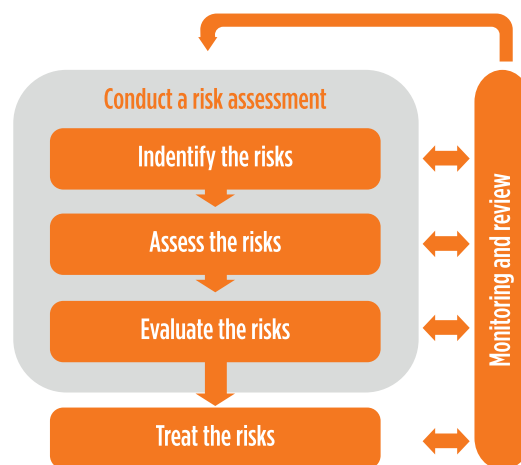 Conduct a risk assessment
Indentify the risks
Assess the risks
Evaluate the risks
Treat the risks
Monitoring and review